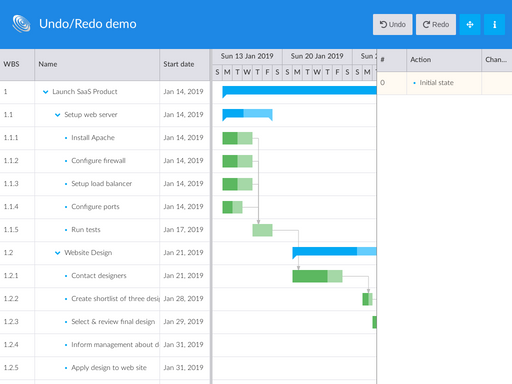 Undo/Redo demo
Undo Redo
WBS Name Start date Sun 13 Jan 2019 Sun 20 Jan 2019 Sun # Action Chan...
S M T W T F S S M T W T F S S M T
0 Initial state
1 Launch SaaS Product Jan 14, 2019
1.1 Setup web server Jan 14, 2019
1.1.1 Install Apache Jan 14, 2019
1.1.2 Configure firewall Jan 14, 2019
1.1.3 Setup load balancer Jan 14, 2019
1.1.4 Configure ports Jan 14, 2019
1.1.5 Run tests Jan 17, 2019
1.2 Website Design Jan 21, 2019
1.2.1 Contact designers Jan 21, 2019
1.2.2 Create shortlist of three Jan 28, 2019
1.2.3 Select & review final design Jan 29, 2019
1.2.4 Inform management about Jan 31, 2019
1.2.5 Apply design to web site Jan 31, 2019